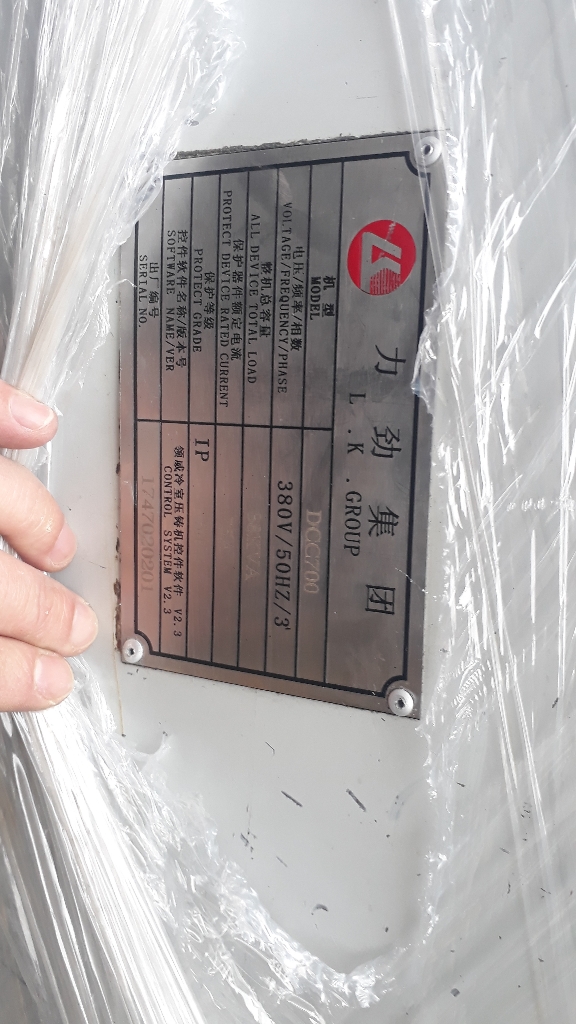 力劲集团
L.K.GROUP
机型
MODEL
DCC700
电压/频率/相数
VOLTAGE/FREQUENCY/PHASE
380V/50HZ/3
整机总容量
ALL DEVICE TOTAL LOAD
保护器件额定电流
PROTECT DEVICE RATED CURRENT
保护等级
PROTECT GRADE
IP
控件软件名称/版本号
SOFTWARE NAME/VER
领威冷室压铸机控件软件 V2.3
CONTROL SYSTEM V2.3
出厂编号
SERIAL NO.
1747020201